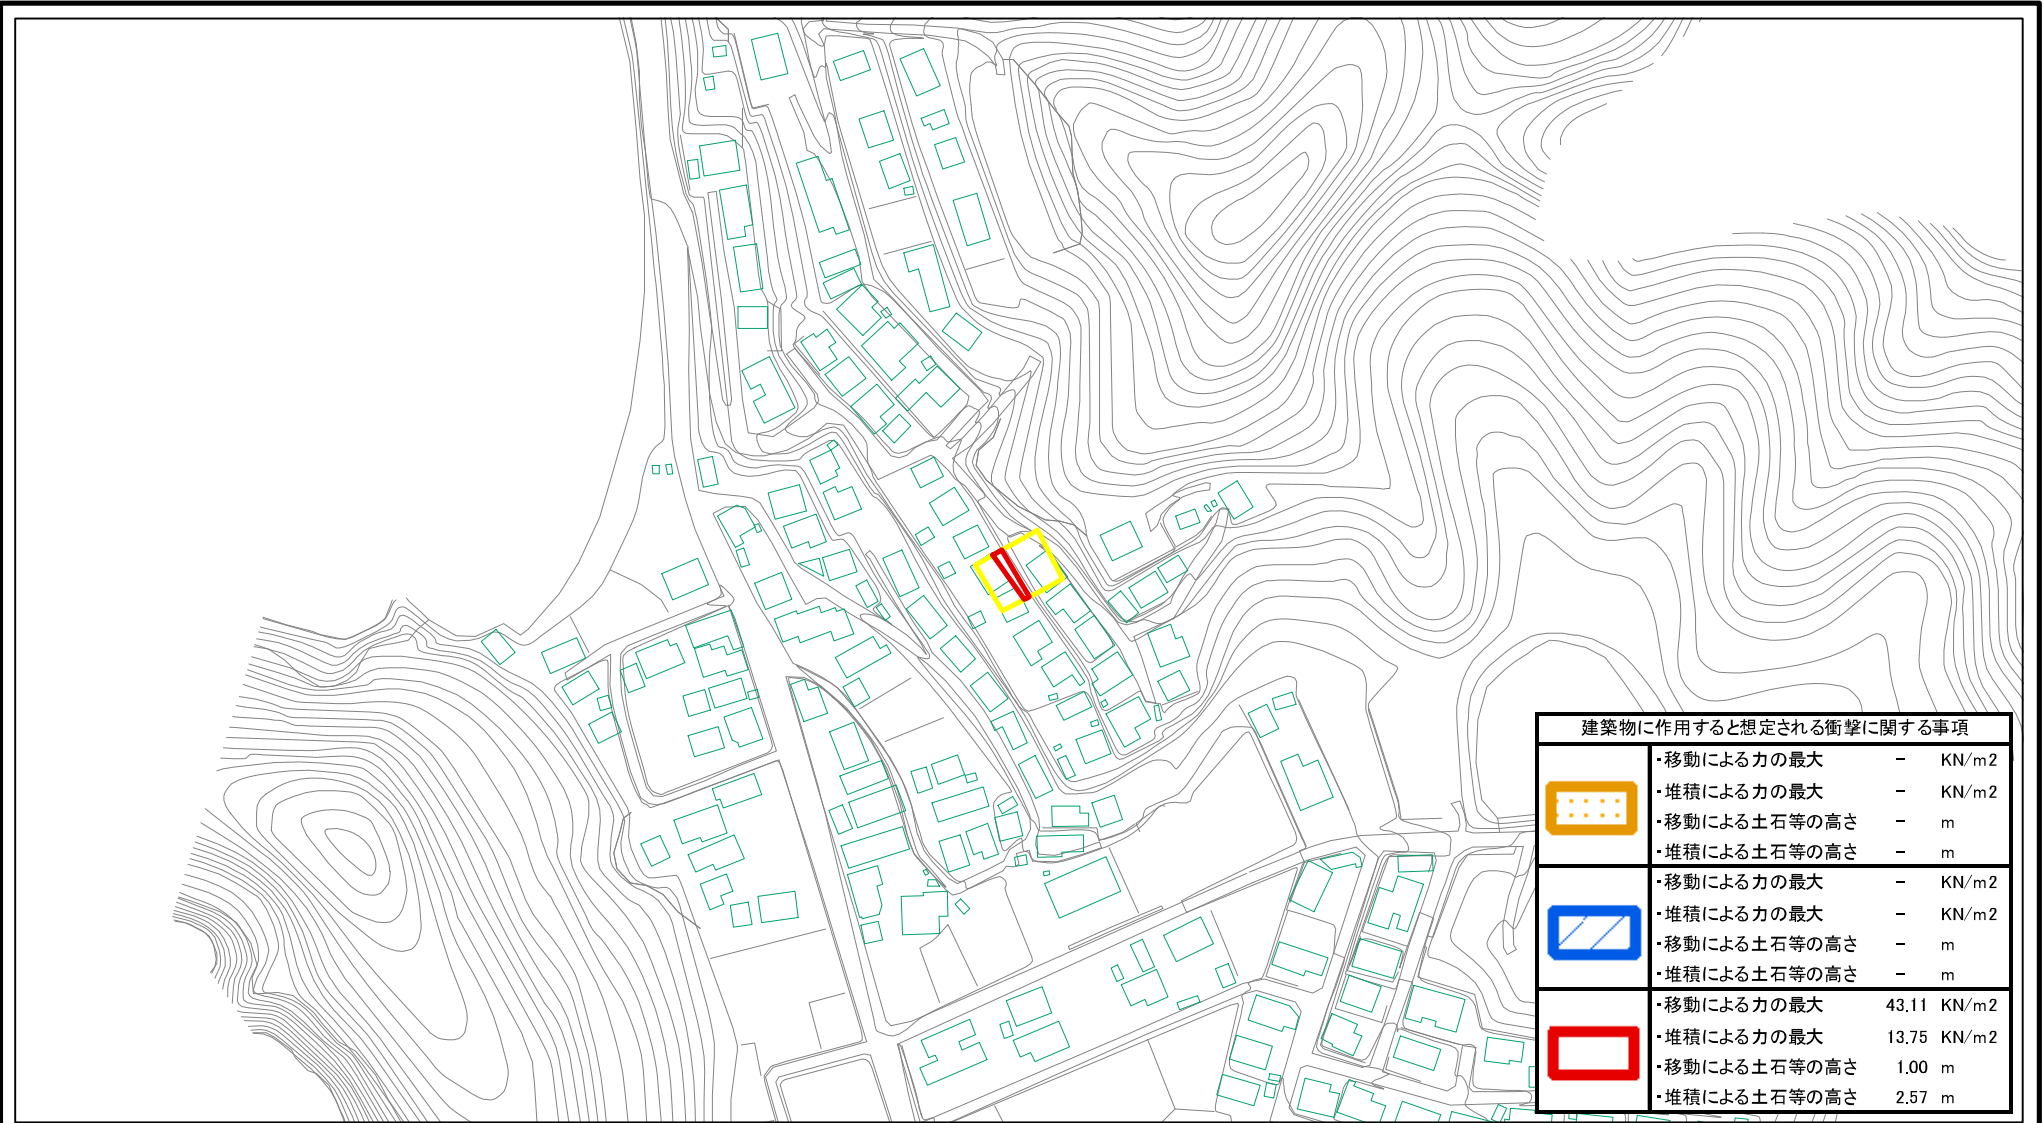 建築物に作用すると想定される衝撃に関する事項
・移動による力の最大 － KN/m2
・堆積による力の最大 － KN/m2
・移動による土石等の高さ － m
・堆積による土石等の高さ － m
・移動による力の最大 － KN/m2
・堆積による力の最大 － KN/m2
・移動による土石等の高さ － m
・堆積による土石等の高さ － m
・移動による力の最大 43.11 KN/m2
・堆積による力の最大 13.75 KN/m2
・移動による土石等の高さ 1.00 m
・堆積による土石等の高さ 2.57 m